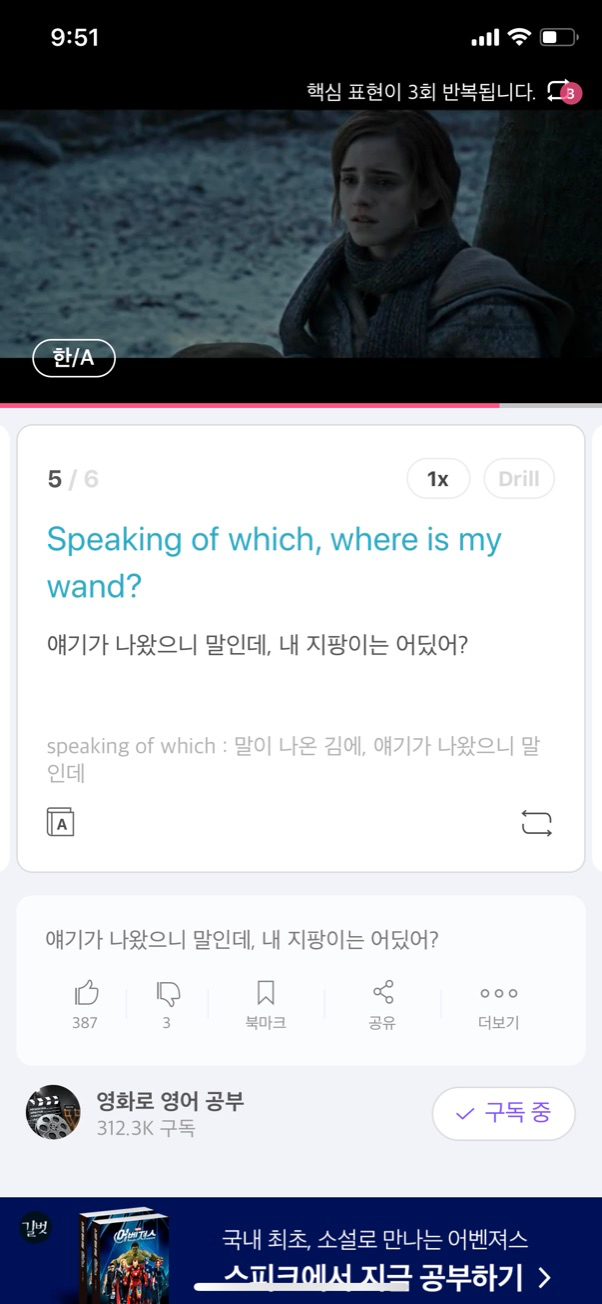 9:51
핵심 표현이 3회 반복됩니다. 3
한/A
5 / 6 1x Drill
Speaking of which, where is my
wand?
얘기가 나왔으니 말인데, 내 지팡이는 어딨어?
speaking of which : 말이 나온 김에, 얘기가 나왔으니 말
인데
A
얘기가 나왔으니 말인데, 내 지팡이는 어딨어?
387 3 북마크 공유 더보기
영화로 영어 공부
312.3K 구독
구독 중
길벗
어벤져스
국내 최초, 소설로 만나는 어벤져스
스피크에서 지금 공부하기